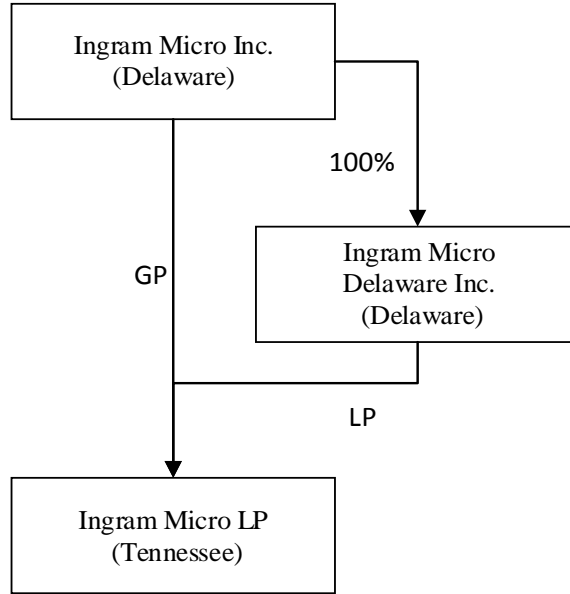 Ingram Micro Inc.
(Delaware)
100%
Ingram Micro
Delaware Inc.
(Delaware)
GP
LP
Ingram Micro LP
(Tennessee)